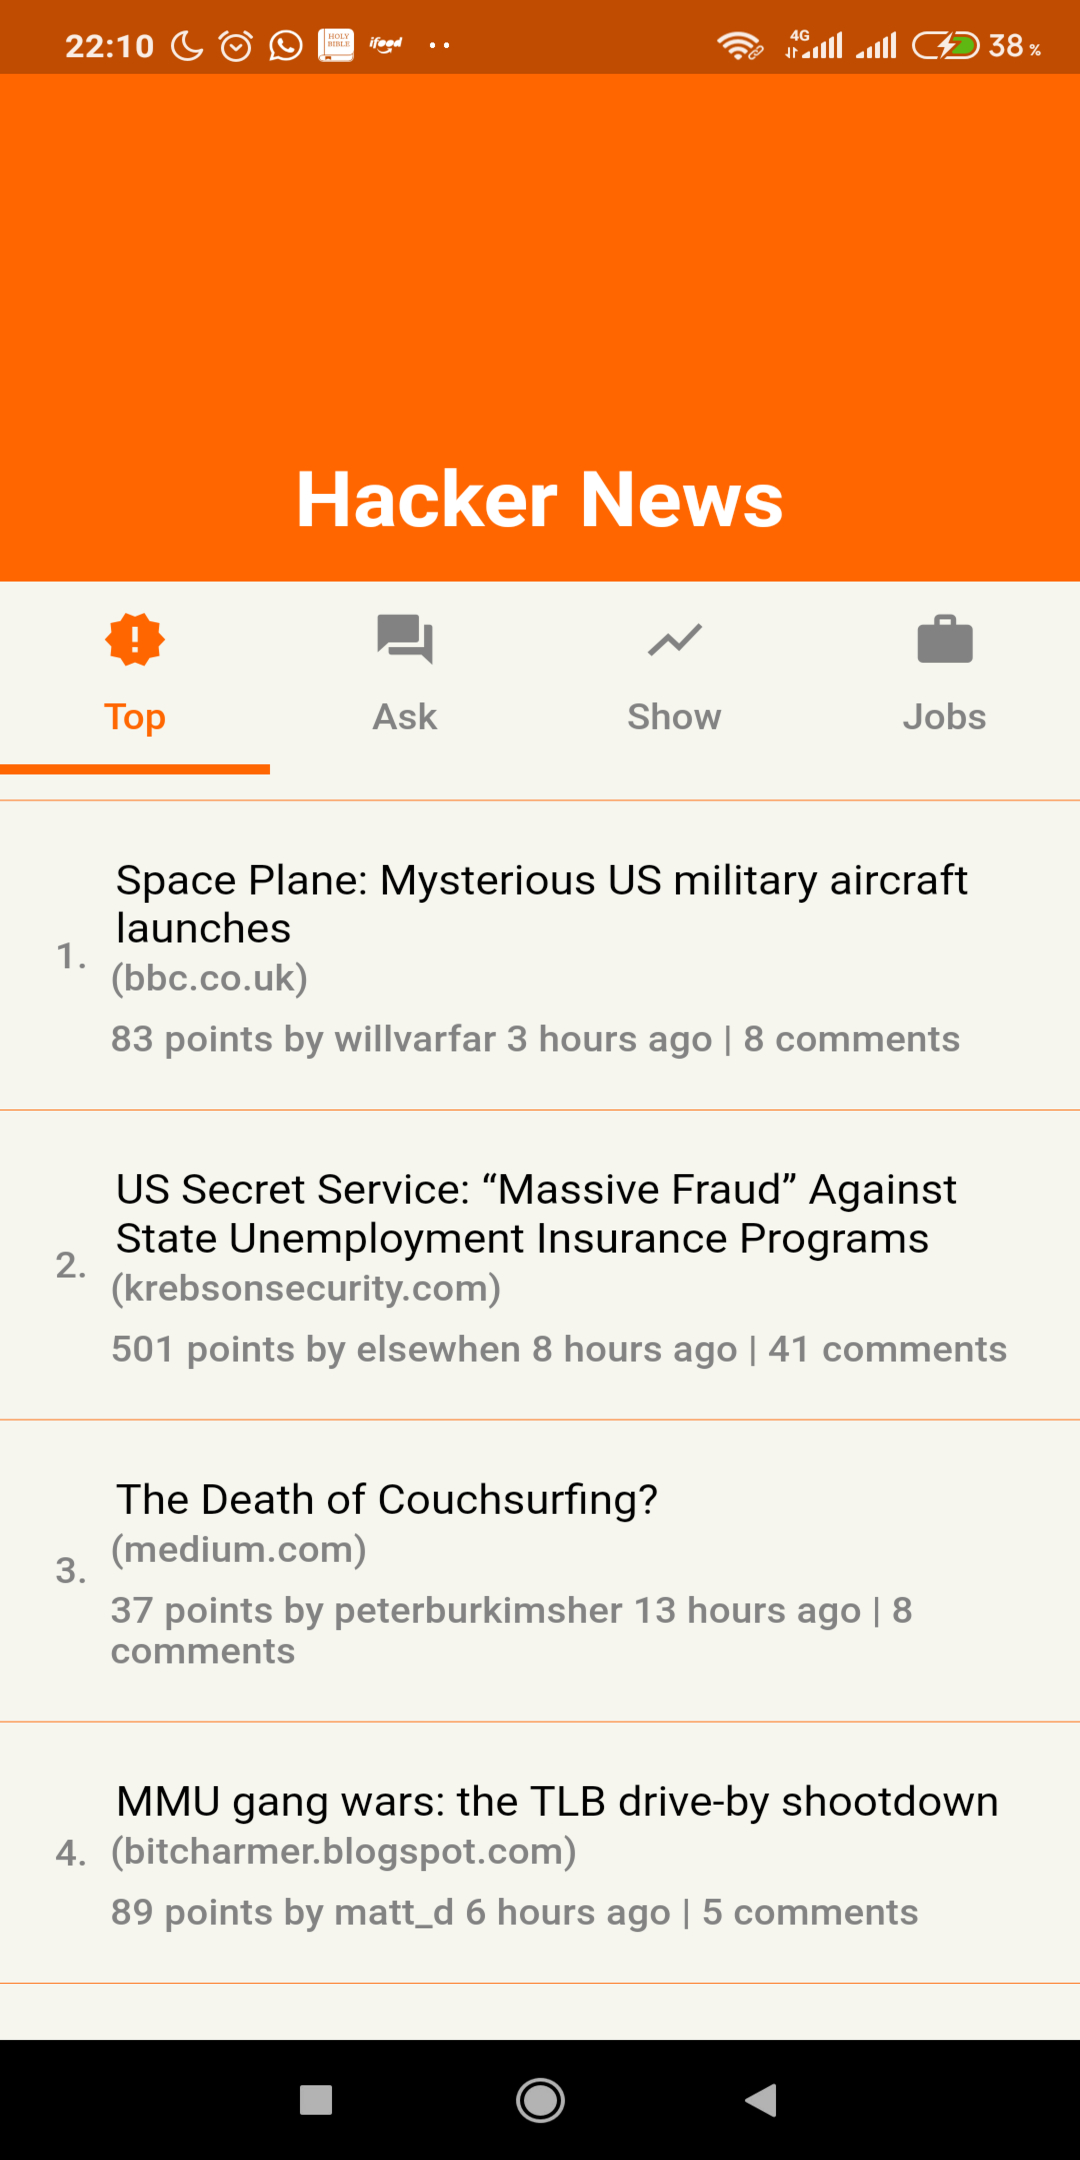 22:10 HOLY BIBLE ifood 4G 38%
Hacker News
Top Ask Show Jobs
Space Plane: Mysterious US military aircraft
launches
1.
(bbc.co.uk)
83 points by willvarfar 3 hours ago | 8 comments
US Secret Service: “Massive Fraud” Against
State Unemployment Insurance Programs
2.
(krebsonsecurity.com)
501 points by elsewhen 8 hours ago | 41 comments
The Death of Couchsurfing?
(medium.com)
3.
37 points by peterburkimsher 13 hours ago | 8
comments
MMU gang wars: the TLB drive-by shootdown
4. (bitcharmer.blogspot.com)
89 points by matt_d 6 hours ago | 5 comments